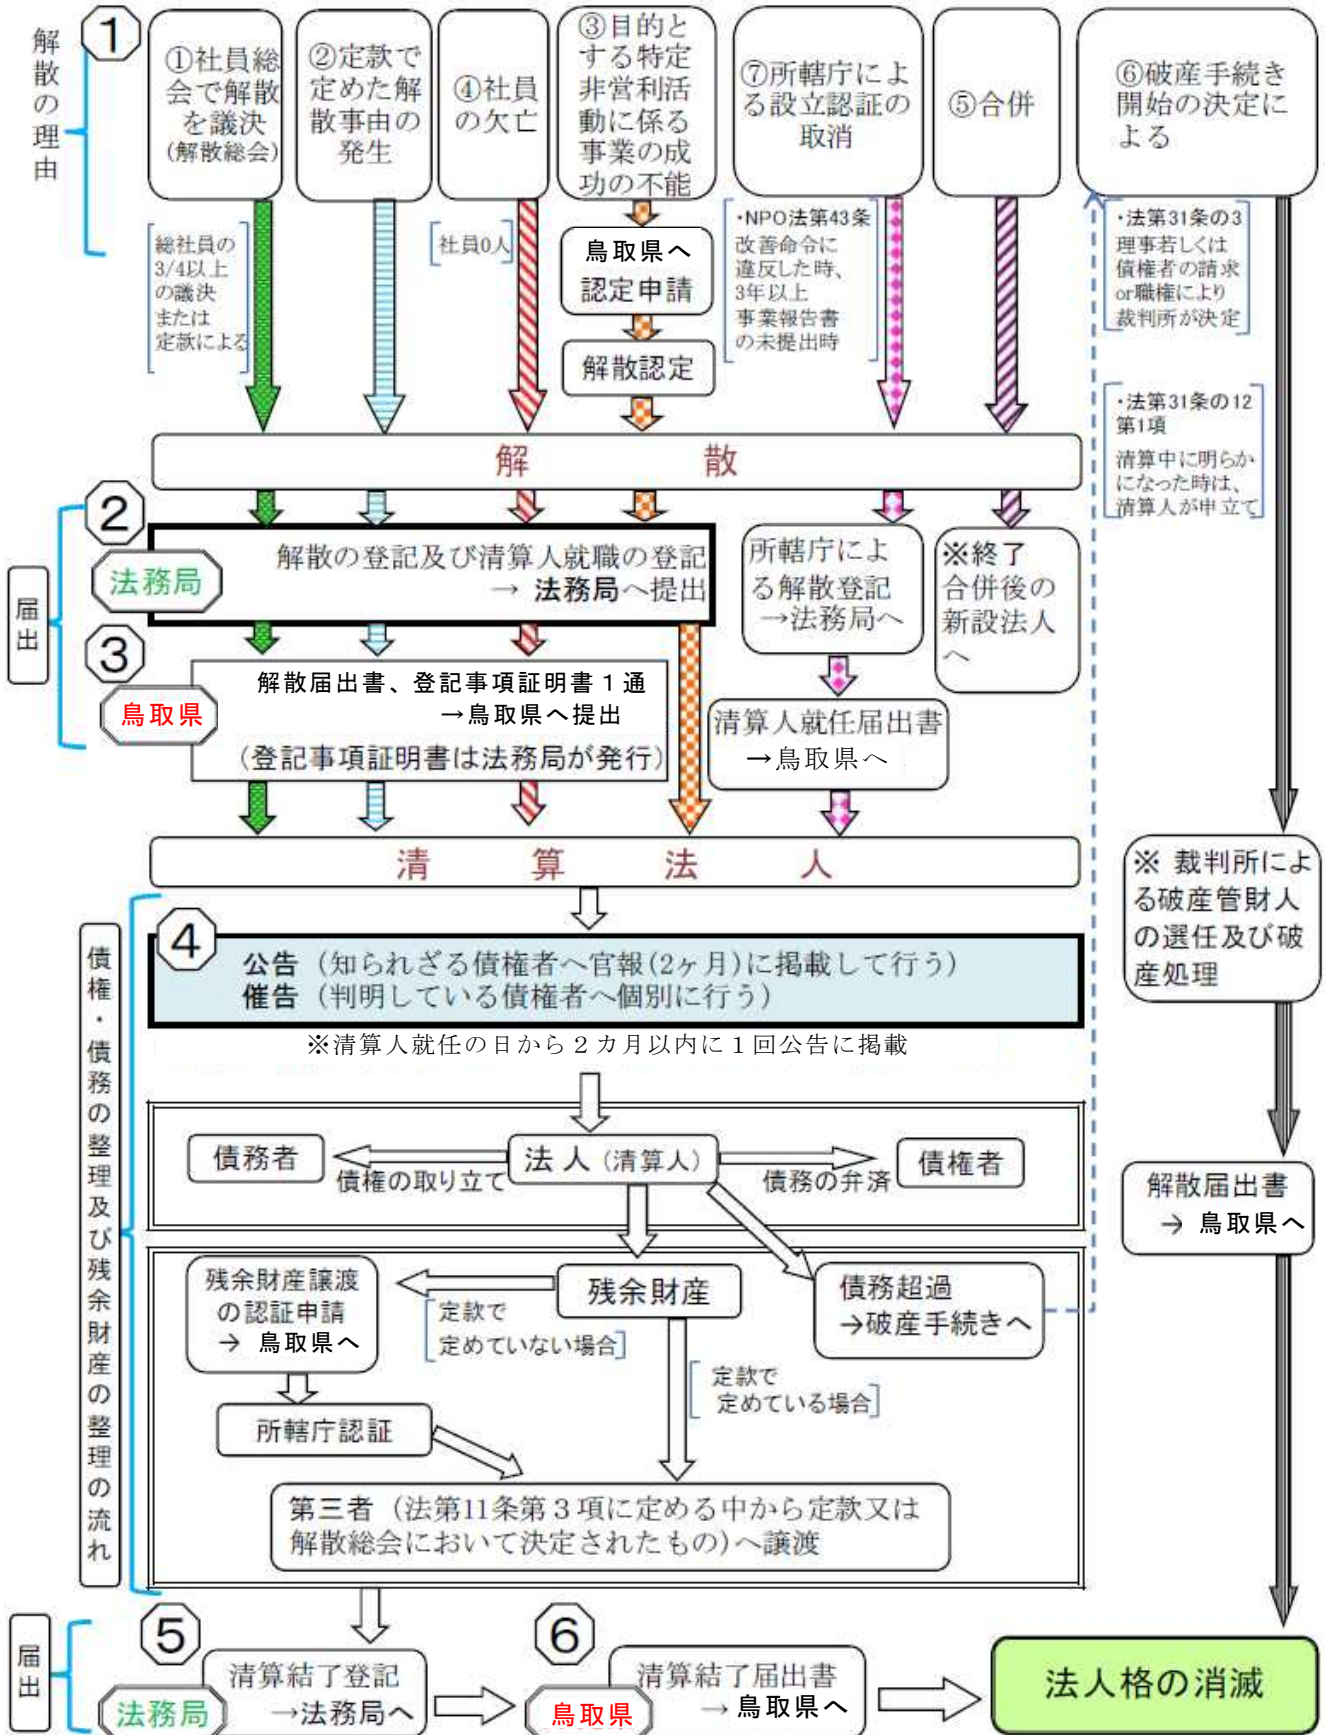 解散の理由
1
①社員総
会で解散
を議決
(解散総会)
②定款で
定めた解
散事由の
発生
④社員
の欠亡
③目的と
する特定
非営利活
動に係る
事業の成
功の不能
⑦所轄庁によ
る設立認証の
取消
⑤合併
⑥破産手続き
開始の決定に
よる
総社員の
3/4以上
の議決
または
定款による
社員0人
鳥取県へ
認定申請
解散認定
・NPO法第43条
改善命令に
違反した時、
3年以上
事業報告書
の未提出時
・法第31条の3
理事若しくは
債権者の請求
or職権により
裁判所が決定
・法第31条の12
第1項
清算中に明らか
になった時は、
清算人が申立て
解 散
届出
2
法務局
解散の登記及び清算人就職の登記
→ 法務局へ提出
所轄庁によ
る解散登記
→法務局へ
※終了
合併後の
新設法人
へ
3
鳥取県
解散届出書、登記事項証明書１通
→鳥取県へ提出
(登記事項証明書は法務局が発行)
清算人就任届出書
→鳥取県へ
清 算 法 人
※ 裁判所によ
る破産管財人
の選任及び破
産処理
解散届出書
→ 鳥取県へ
債権・債務の整理及び残余財産の整理の流れ
4
公告（知られざる債権者へ官報(2ヶ月)に掲載して行う）
催告（判明している債権者へ個別に行う）
※清算人就任の日から２カ月以内に１回公告に掲載
債務者
債権の取り立て
法人（清算人）
債務の弁済
債権者
残余財産譲渡
の認証申請
→ 鳥取県へ
定款で
定めていない場合
残余財産
債務超過
→破産手続きへ
定款で
定めている場合
所轄庁認証
第三者（法第11条第３項に定める中から定款又は
解散総会において決定されたもの)へ譲渡
届出
5
法務局
清算結了登記
→法務局へ
6
鳥取県
清算結了届出書
→ 鳥取県へ
法人格の消滅